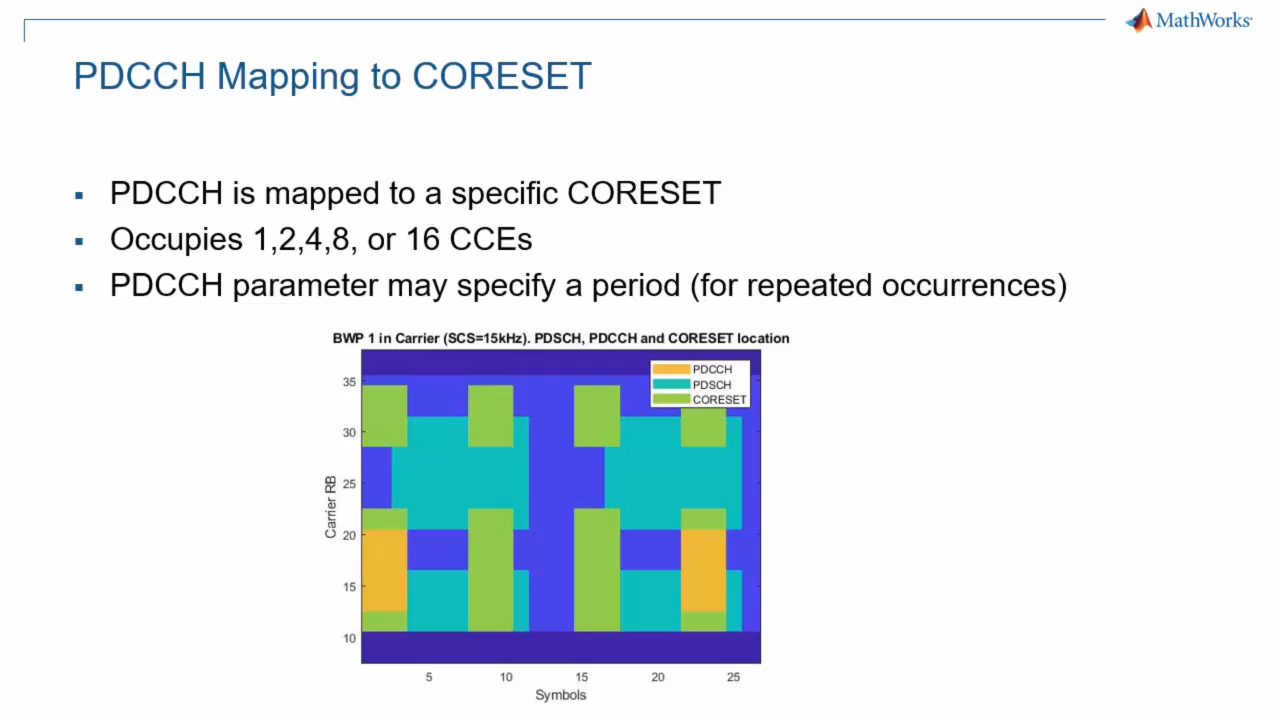 MathWorks
PDCCH Mapping to CORESET
▪ PDCCH is mapped to a specific CORESET
▪ Occupies 1,2,4,8, or 16 CCEs
▪ PDCCH parameter may specify a period (for repeated occurrences)
BWP 1 in Carrier (SCS=15kHz). PDSCH, PDCCH and CORESET location
PDCCH
PDSCH
CORESET
Carrier RB
35
30
25
20
15
10
5 10 15 20 25
Symbols